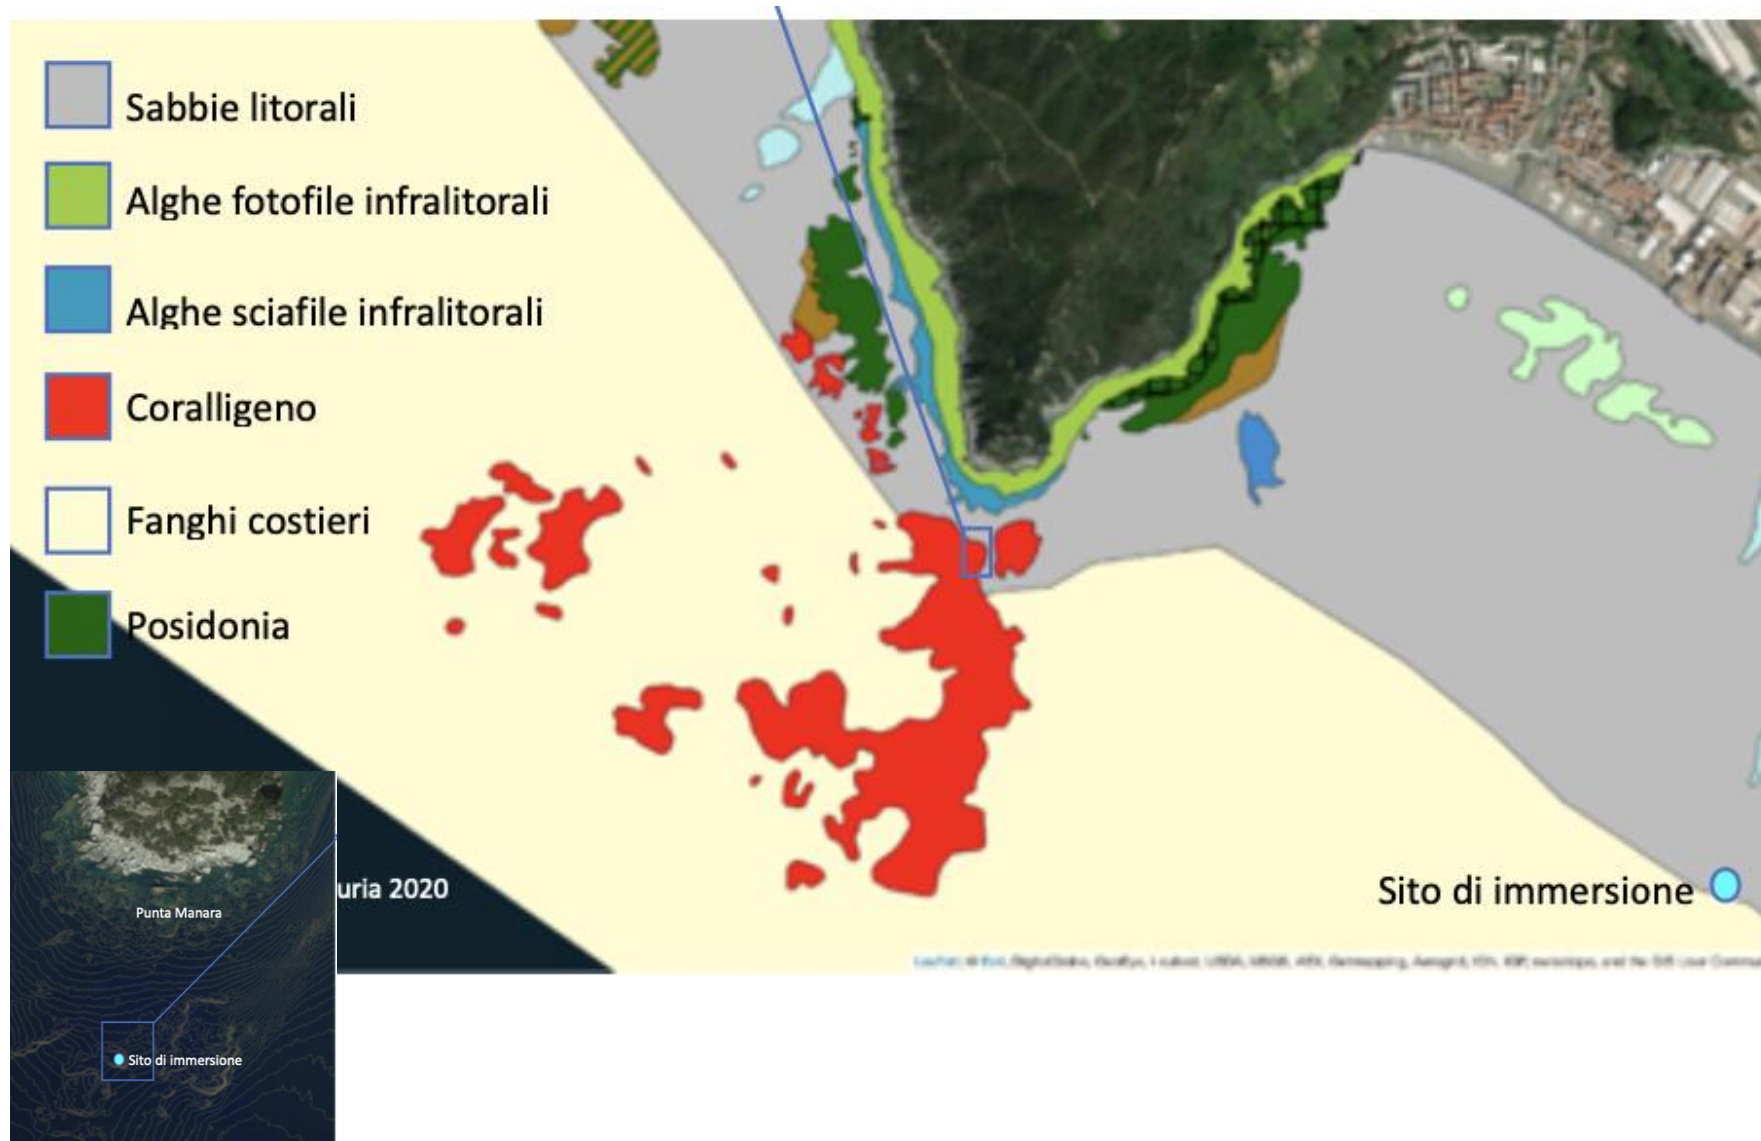 Sabbie litorali
Alghe fotofile infralitorali
Alghe sciafile infralitorali
Coralligeno
Fanghi costieri
Posidonia
uria 2020
Punta Manara
Sito di immersione
Sito di immersione